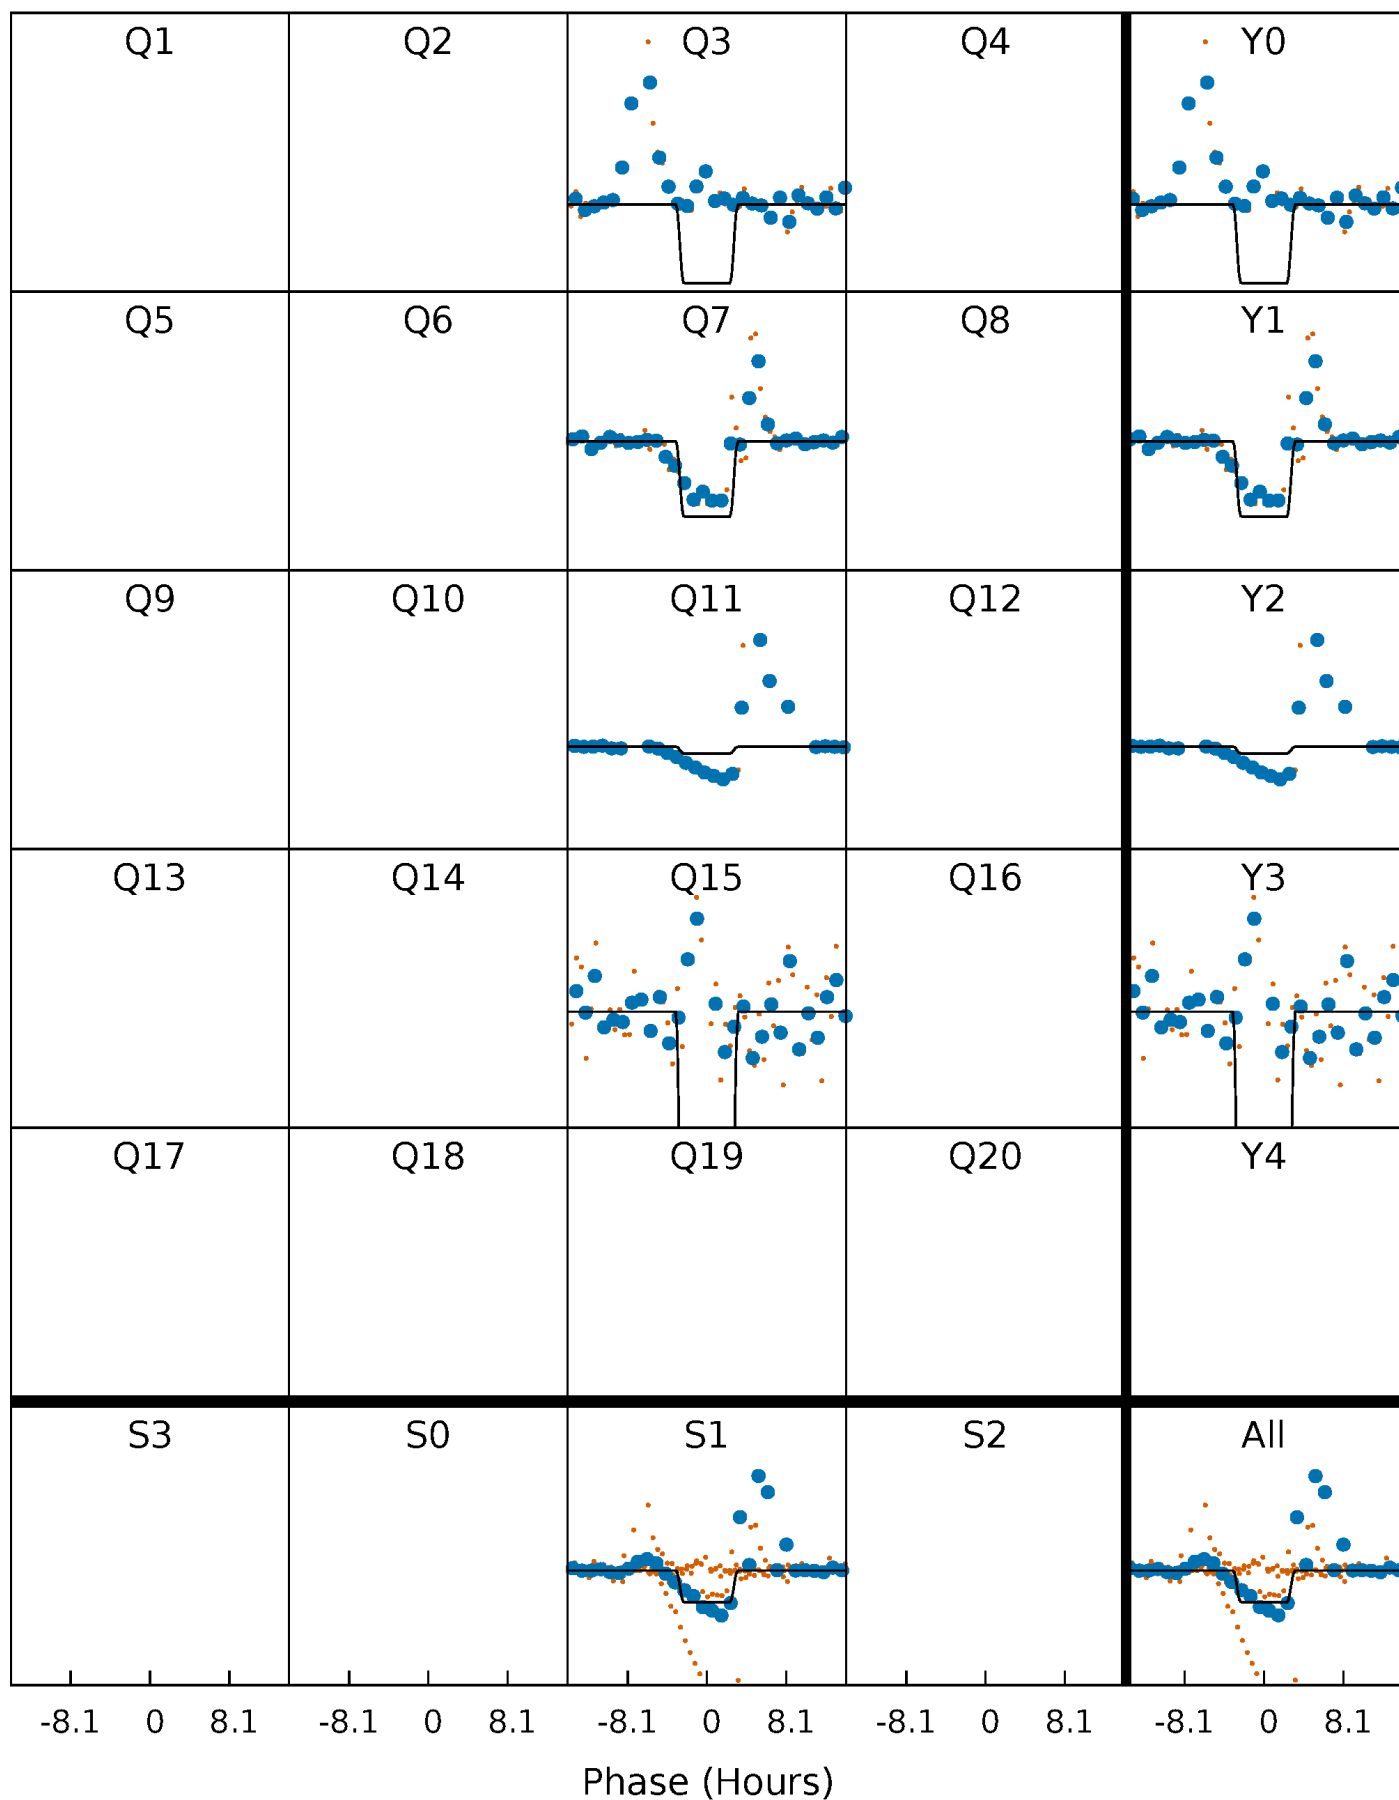 Q1 Q2 Q3 Q4 Y0
Q5 Q6 Q7 Q8 Y1
Q9 Q10 Q11 Q12 Y2
Q13 Q14 Q15 Q16 Y3
Q17 Q18 Q19 Q20 Y4
S3 S0 S1 S2 All
-8.1 0 8.1 -8.1 0 8.1 -8.1 0 8.1 -8.1 0 8.1 -8.1 0 8.1
Phase (Hours)